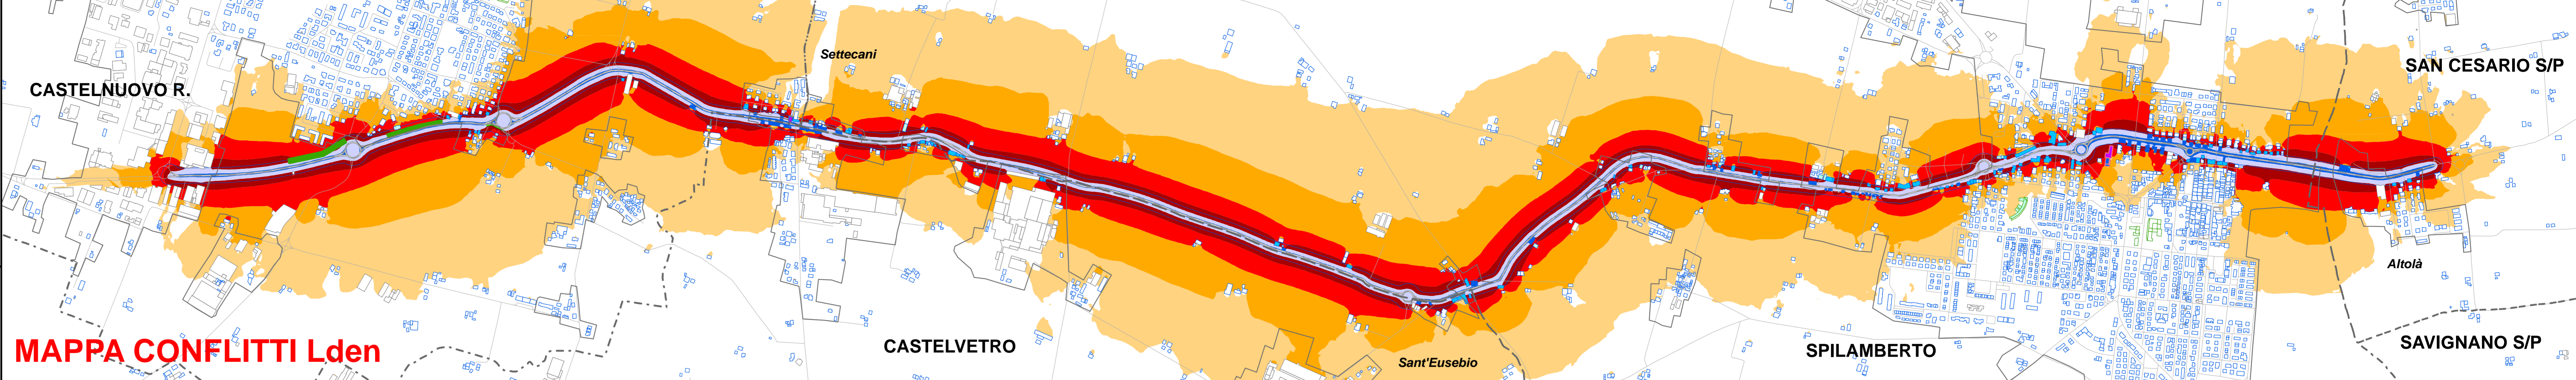 Settecani
SAN CESARIO S/P
CASTELNUOVO R.
Altolà
SAVIGNANO S/P
CASTELVETRO
MAPPA CONFLITTI Lden
SPILAMBERTO
Sant'Eusebio